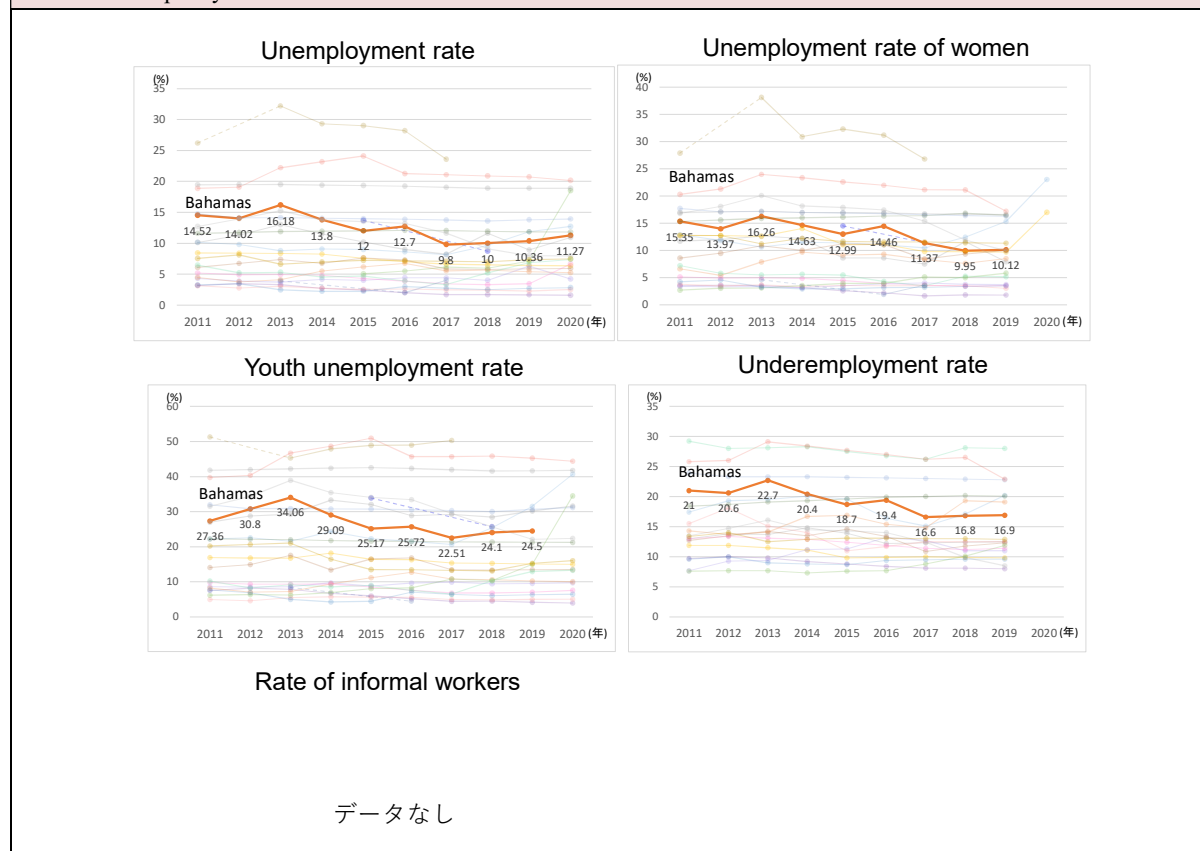 Unemployment rate
(%)
35
30
25
20
15
10
5
0
Bahamas
14.52 14.02 16.18 13.8 12 12.7 9.8 10 10.36 11.27
2011 2012 2013 2014 2015 2016 2017 2018 2019 2020 (年)
Unemployment rate of women
(%)
40
35
30
25
20
15
10
5
0
Bahamas
15.35 13.97 16.26 14.63 12.99 14.46 11.37 9.95 10.12
2011 2012 2013 2014 2015 2016 2017 2018 2019 2020 (年)
Youth unemployment rate
(%)
60
50
40
30
20
10
0
Bahamas
27.36 30.8 34.06 29.09 25.17 25.72 22.51 24.1 24.5
2011 2012 2013 2014 2015 2016 2017 2018 2019 2020 (年)
Underemployment rate
(%)
35
30
25
20
15
10
5
0
Bahamas
21 20.6 22.7 20.4 18.7 19.4 16.6 16.8 16.9
2011 2012 2013 2014 2015 2016 2017 2018 2019 2020 (年)
Rate of informal workers
データなし